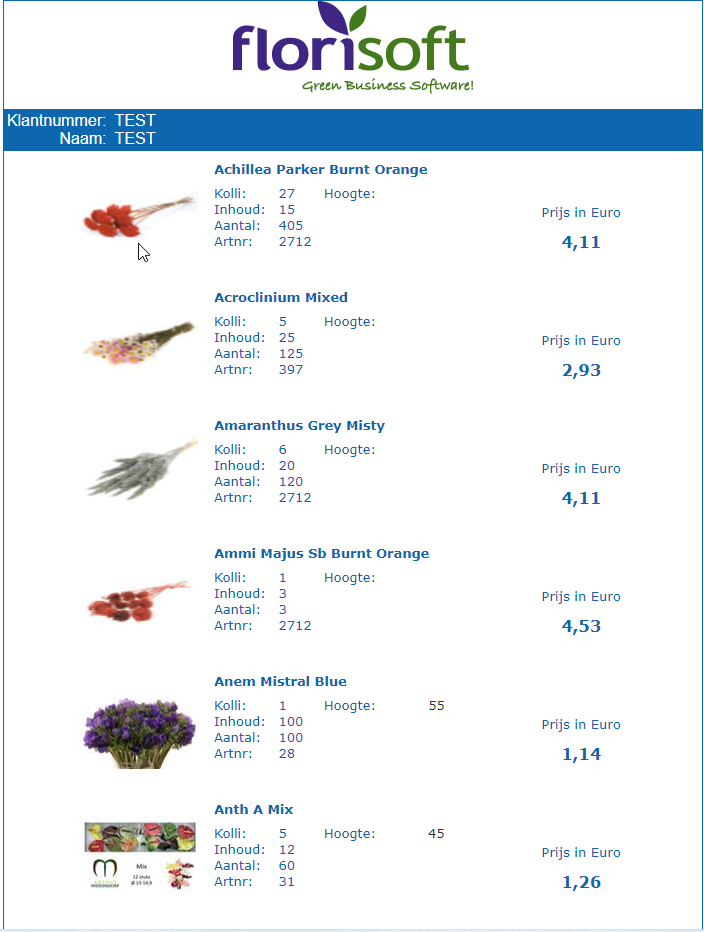 florisoft
Green Business Software!
Klantnummer: TEST
Naam: TEST
Achillea Parker Burnt Orange
Kolli: 27 Hoogte:
Inhoud: 15
Aantal: 405
Artnr: 2712
Prijs in Euro
4,11
Acroclinium Mixed
Kolli: 5 Hoogte:
Inhoud: 25
Aantal: 125
Artnr: 397
Prijs in Euro
2,93
Amaranthus Grey Misty
Kolli: 6 Hoogte:
Inhoud: 20
Aantal: 120
Artnr: 2712
Prijs in Euro
4,11
Ammi Majus Sb Burnt Orange
Kolli: 1 Hoogte:
Inhoud: 3
Aantal: 3
Artnr: 2712
Prijs in Euro
4,53
Anem Mistral Blue
Kolli: 1 Hoogte: 55
Inhoud: 100
Aantal: 100
Artnr: 28
Prijs in Euro
1,14
Anth A Mix
Kolli: 5 Hoogte: 45
Inhoud: 12
Aantal: 60
Artnr: 31
Prijs in Euro
1,26
Mix
12 stuks
MIDDENDORP